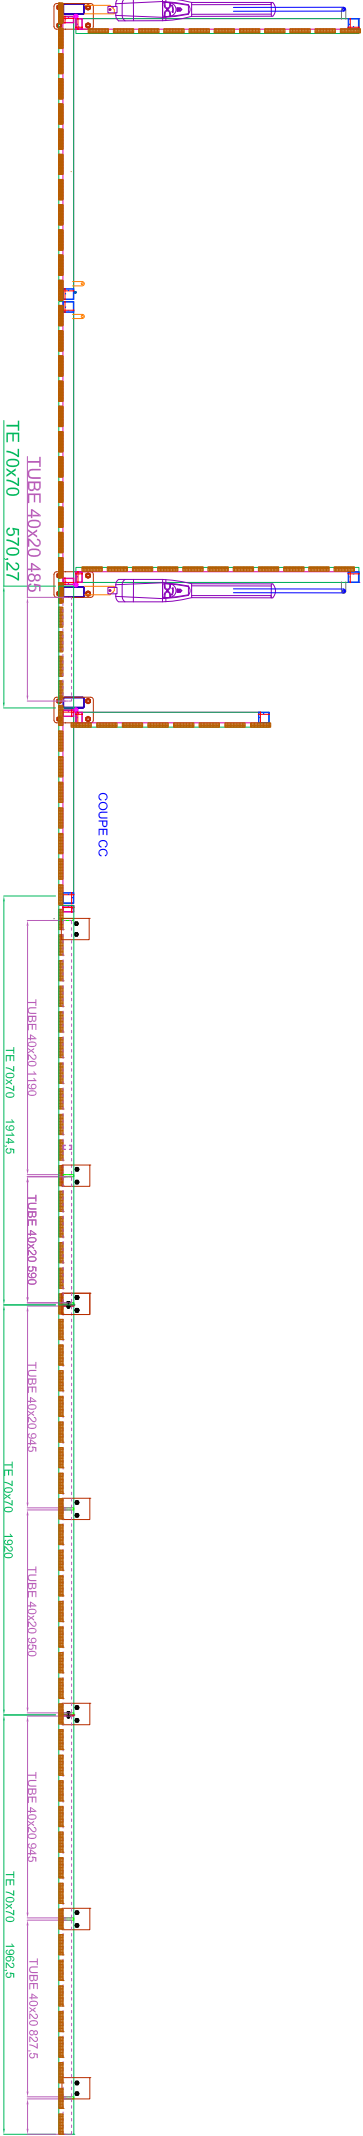 TE 70x70 570,27
TUBE 40x20 485
COUPE CC
TUBE 40x20 1190
TE 70x70 1914,5
TUBE 40x20 590
TUBE 40x20 945
TE 70x70 1920
TUBE 40x20 950
TUBE 40x20 945
TE 70x70 1962,5
TUBE 40x20 827,5